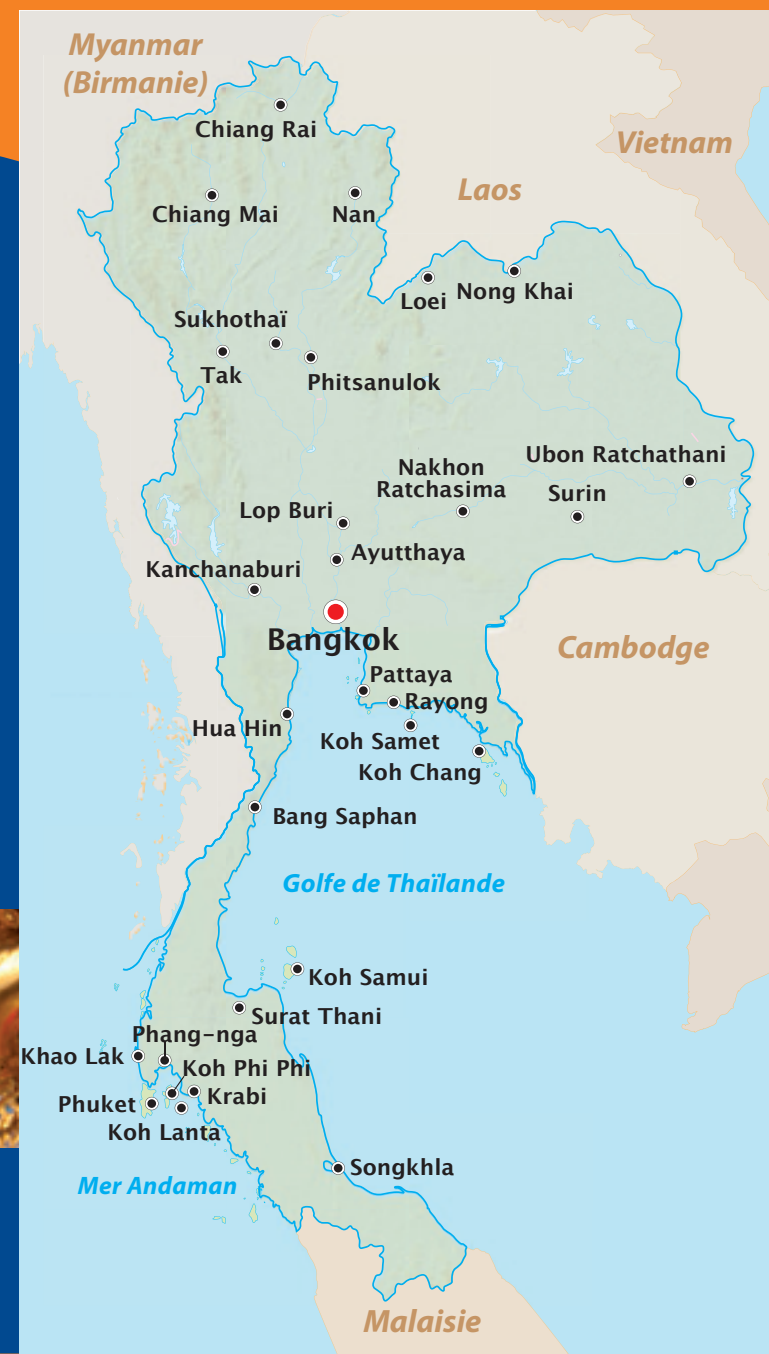 Myanmar
(Birmanie)
Chiang Rai
Vietnam
Laos
Chiang Mai
Nan
Loei
Nong Khai
Sukhothaï
Tak
Phitsanulok
Ubon Ratchathani
Nakhon
Ratchasima
Surin
Lop Buri
Ayutthaya
Kanchanaburi
Bangkok
Cambodge
Pattaya
Rayong
Hua Hin
Koh Samet
Koh Chang
Bang Saphan
Golfe de Thaïlande
Koh Samui
Surat Thani
Phang-nga
Khao Lak
Koh Phi Phi
Krabi
Phuket
Koh Lanta
Songkhla
Mer Andaman
Malaisie